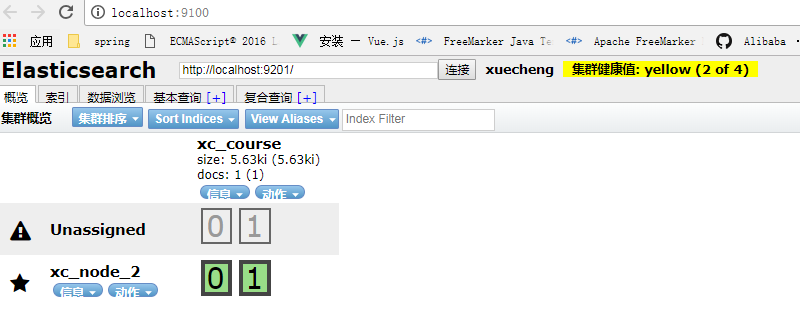 localhost:9100
应用 spring ECMAScript® 2016 L 安装 — Vue.js FreeMarker Java Tem Apache FreeMarker Alibaba
Elasticsearch http://localhost:9201/ 连接 xuecheng 集群健康值: yellow (2 of 4)
概览 索引 数据浏览 基本查询 [+] 复合查询 [+]
集群概览 集群排序 Sort Indices View Aliases Index Filter
xc_course
size: 5.63ki (5.63ki)
docs: 1 (1)
信息 动作
Unassigned 0 1
xc_node_2 0 1
信息 动作